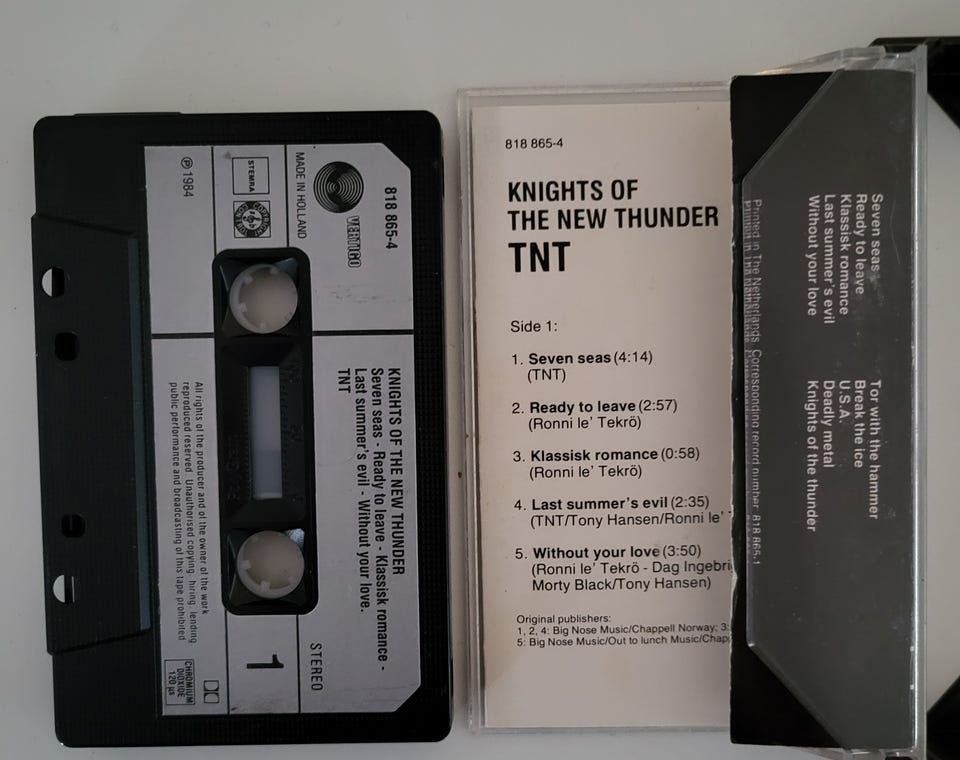 818 865-4
VERTIGO
MADE IN HOLLAND
STEMRA
℗ 1984
KNIGHTS OF THE NEW THUNDER
Seven seas - Ready to leave - Klassisk romance -
Last summer's evil - Without your love.
TNT
All rights of the producer and of the owner of the work
reproduced reserved. Unauthorised copying, hiring, lending
public performance and broadcasting of this tape prohibited
STEREO
1
CHROMIUM
DIOXIDE
120 µs
818 865-4
KNIGHTS OF
THE NEW THUNDER
TNT
Side 1:
1. Seven seas (4:14)
(TNT)
2. Ready to leave (2:57)
(Ronni le' Tekrö)
3. Klassisk romance (0:58)
(Ronni le' Tekrö)
4. Last summer's evil (2:35)
(TNT/Tony Hansen/Ronni le'
5. Without your love (3:50)
(Ronni le' Tekrö - Dag Ingebri
Morty Black/Tony Hansen)
Original publishers:
1, 2, 4: Big Nose Music/Chappell Norway; 3:
5: Big Nose Music/Out to lunch Music/Chap
Seven seas
Ready to leave
Klassisk romance
Last summer's evil
Without your love
Tor with the hammer
Break the ice
U.S.A.
Deadly metal
Knights of the thunder
Printed in The Netherlands. Corresponding record number: 818 865-1